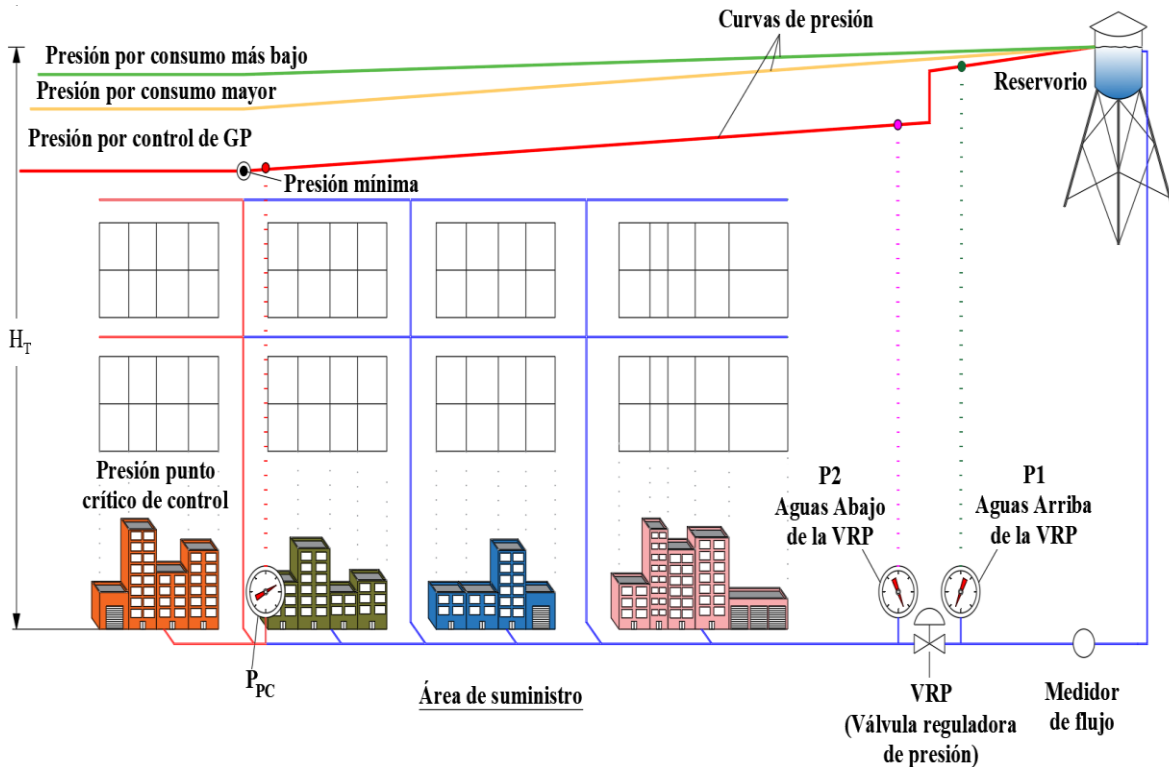 Curvas de presión
Presión por consumo más bajo
Presión por consumo mayor
Reservorio
Presión por control de GP
Presión mínima
H_T
Presión punto
crítico de control
P2
Aguas Abajo
de la VRP
P1
Aguas Arriba
de la VRP
P_PC
Área de suministro
VRP
(Válvula reguladora
de presión)
Medidor
de flujo